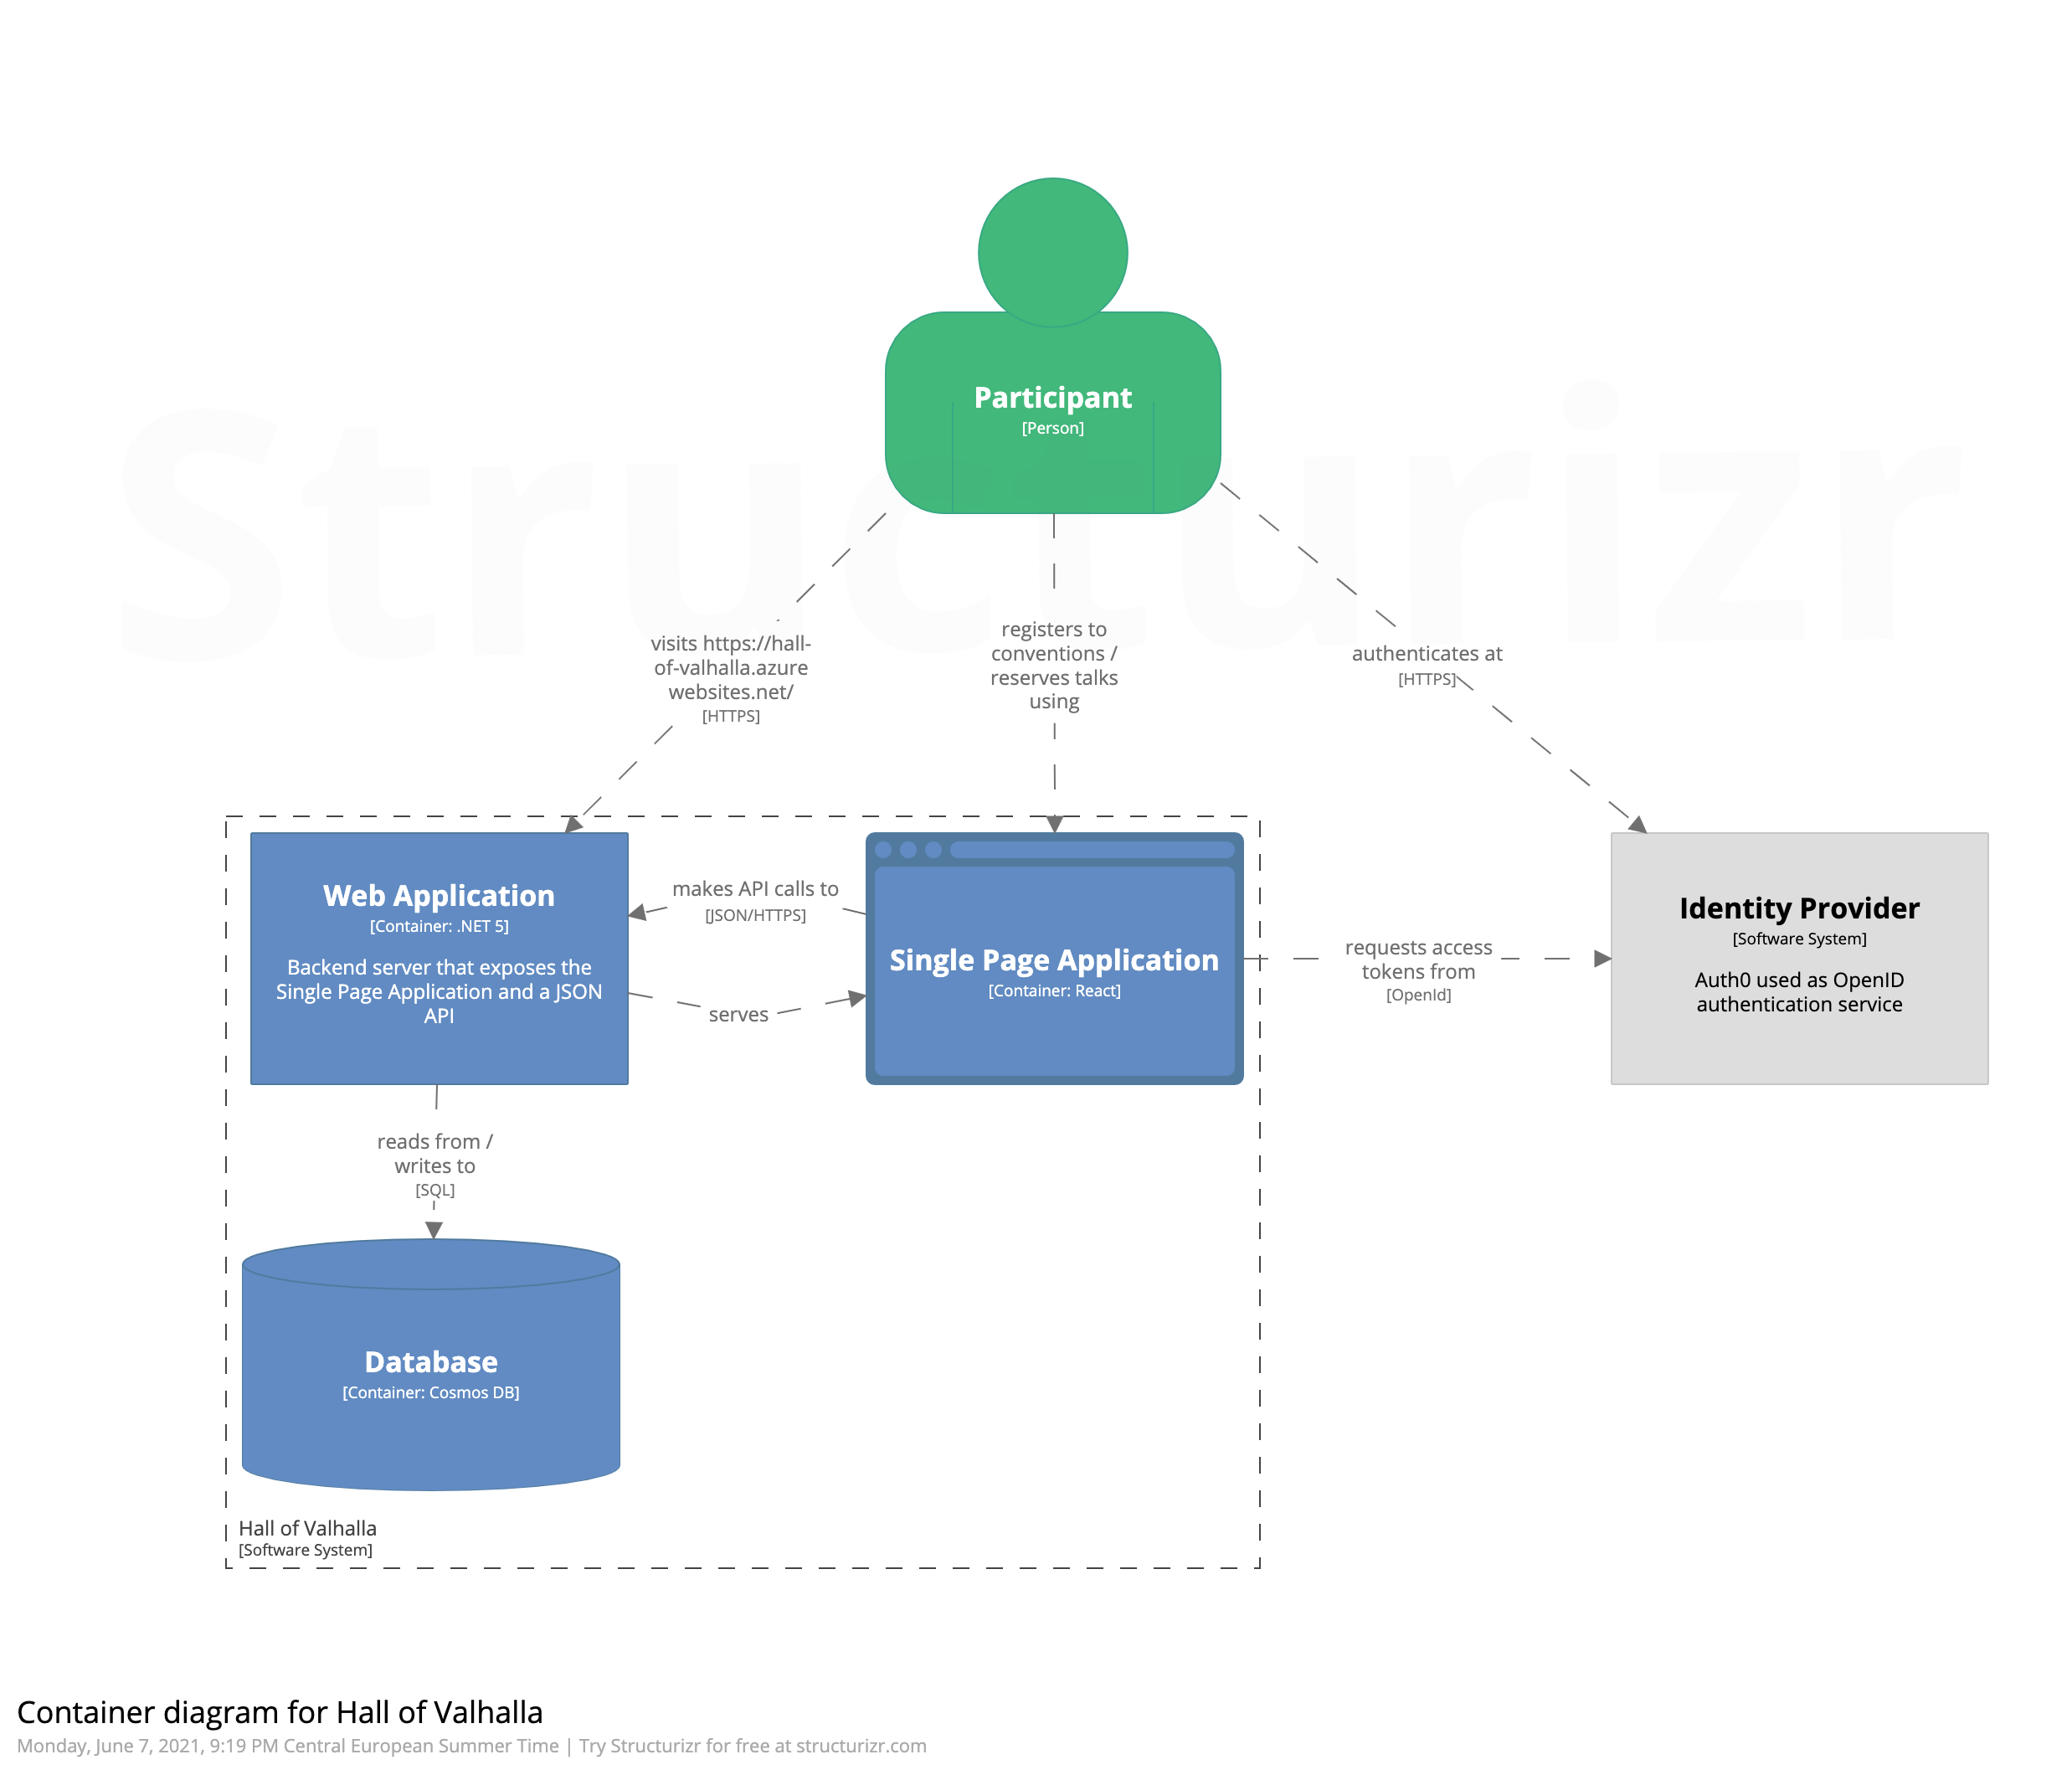 Structurizr
Participant
[Person]
visits https://hall-
of-valhalla.azure
websites.net/
[HTTPS]
registers to
conventions /
reserves talks
using
authenticates at
[HTTPS]
Web Application
[Container: .NET 5]
Backend server that exposes the
Single Page Application and a JSON
API
makes API calls to
[JSON/HTTPS]
serves
Single Page Application
[Container: React]
requests access
tokens from
[OpenId]
Identity Provider
[Software System]
Auth0 used as OpenID
authentication service
reads from /
writes to
[SQL]
Database
[Container: Cosmos DB]
Hall of Valhalla
[Software System]
Container diagram for Hall of Valhalla
Monday, June 7, 2021, 9:19 PM Central European Summer Time | Try Structurizr for free at structurizr.com